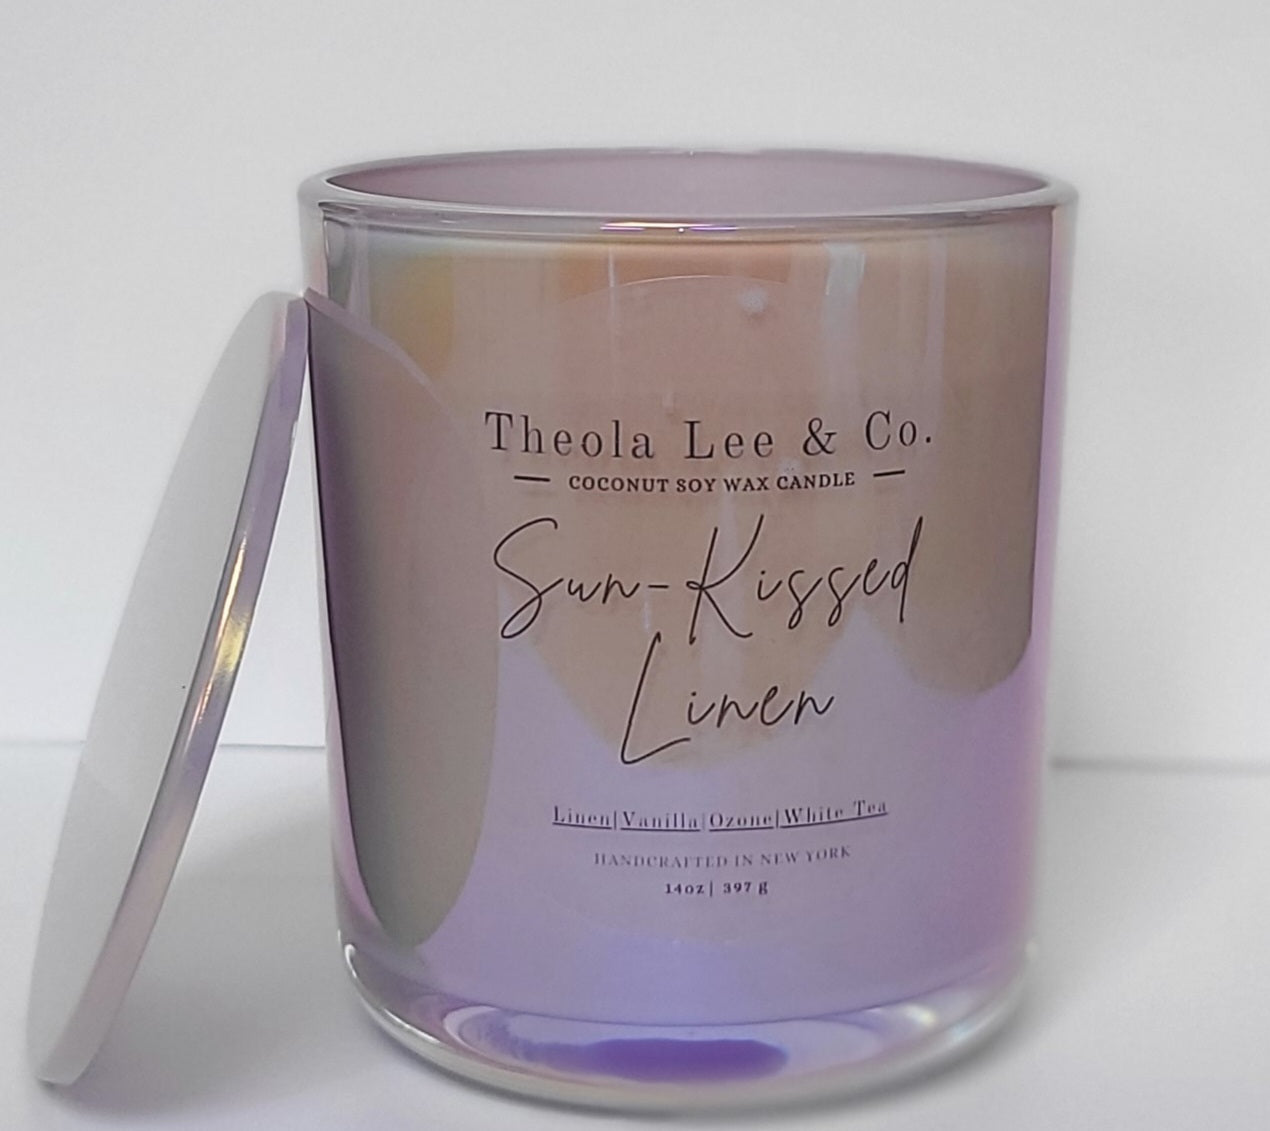 Theola Lee & Co.
COCONUT SOY WAX CANDLE
Sun-Kissed
Linen
Linen|Vanilla|Ozone|White Tea
HANDCRAFTED IN NEW YORK
14oz| 397 g